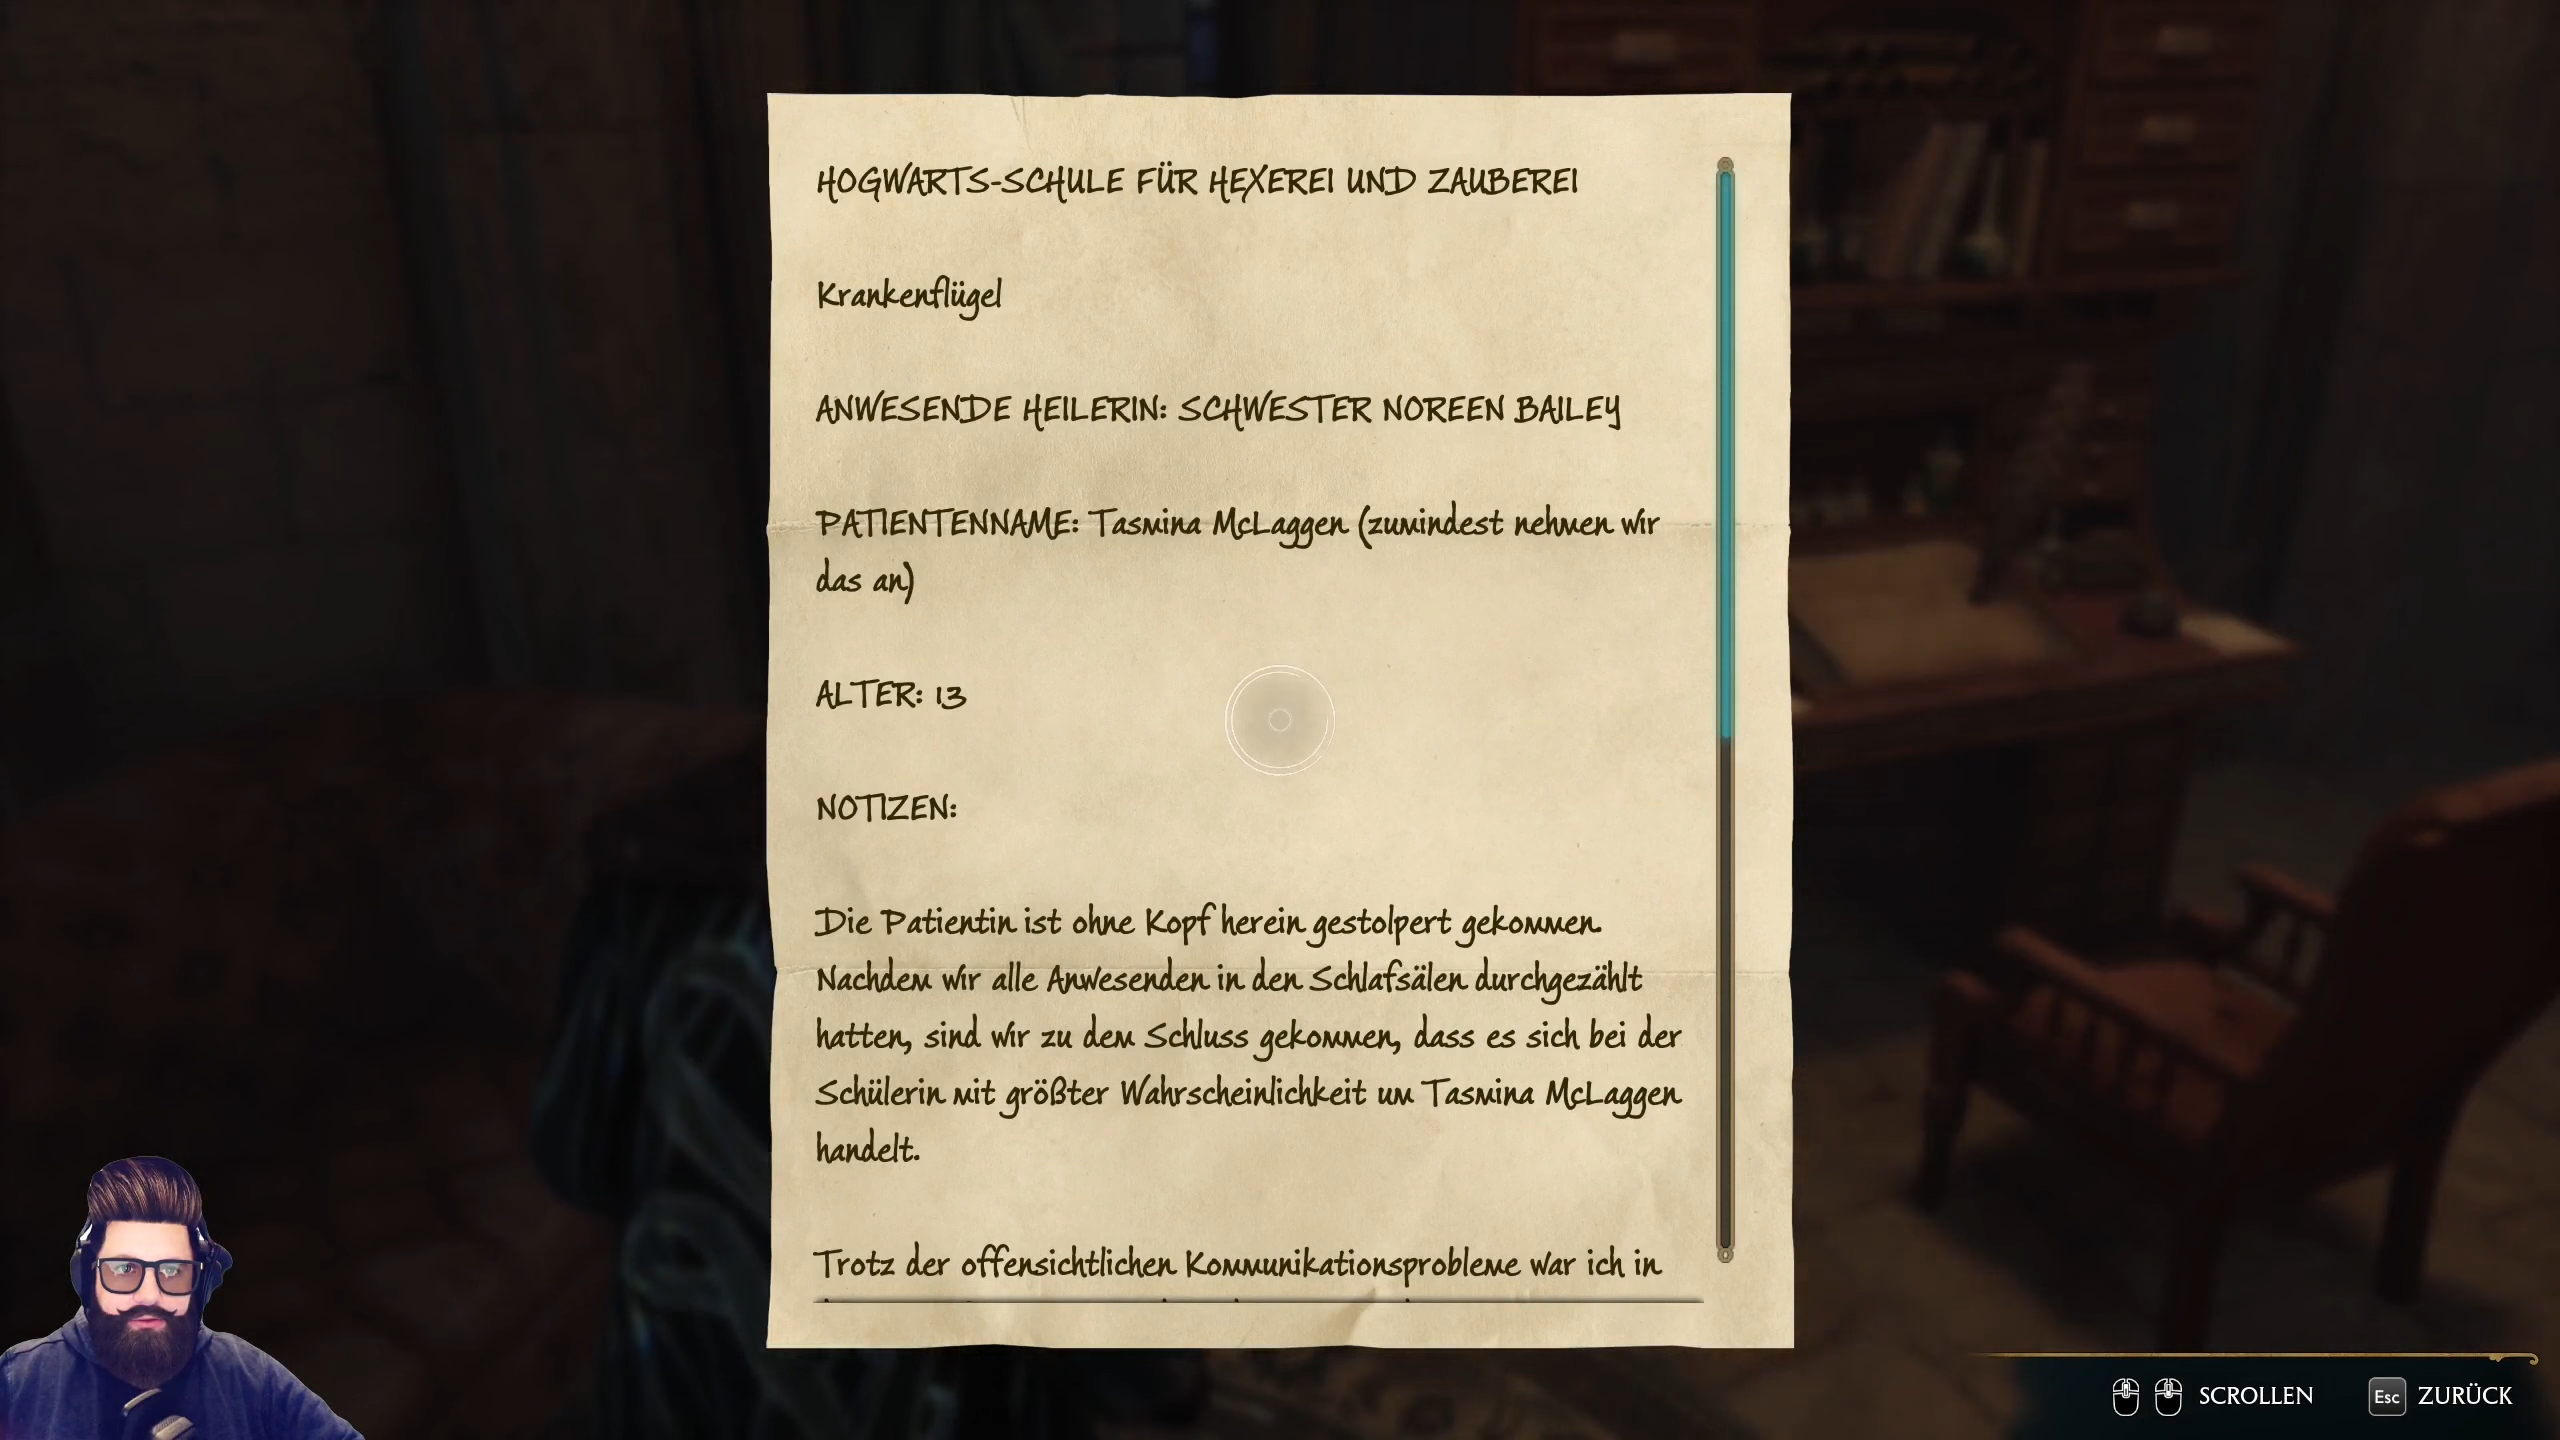 HOGWARTS-SCHULE FÜR HEXEREI UND ZAUBEREI
Krankenflügel
ANWESENDE HEILERIN: SCHWESTER NOREEN BAILEY
PATIENTENNAME: Tasmina McLaggen (zumindest nehmen wir
das an)
ALTER: 13
NOTIZEN:
Die Patientin ist ohne Kopf herein gestolpert gekommen.
Nachdem wir alle Anwesenden in den Schlafsälen durchgezählt
hatten, sind wir zu dem Schluss gekommen, dass es sich bei der
Schülerin mit größter Wahrscheinlichkeit um Tasmina McLaggen
handelt.
Trotz der offensichtlichen Kommunikationsprobleme war ich in
SCROLLEN
Esc ZURÜCK